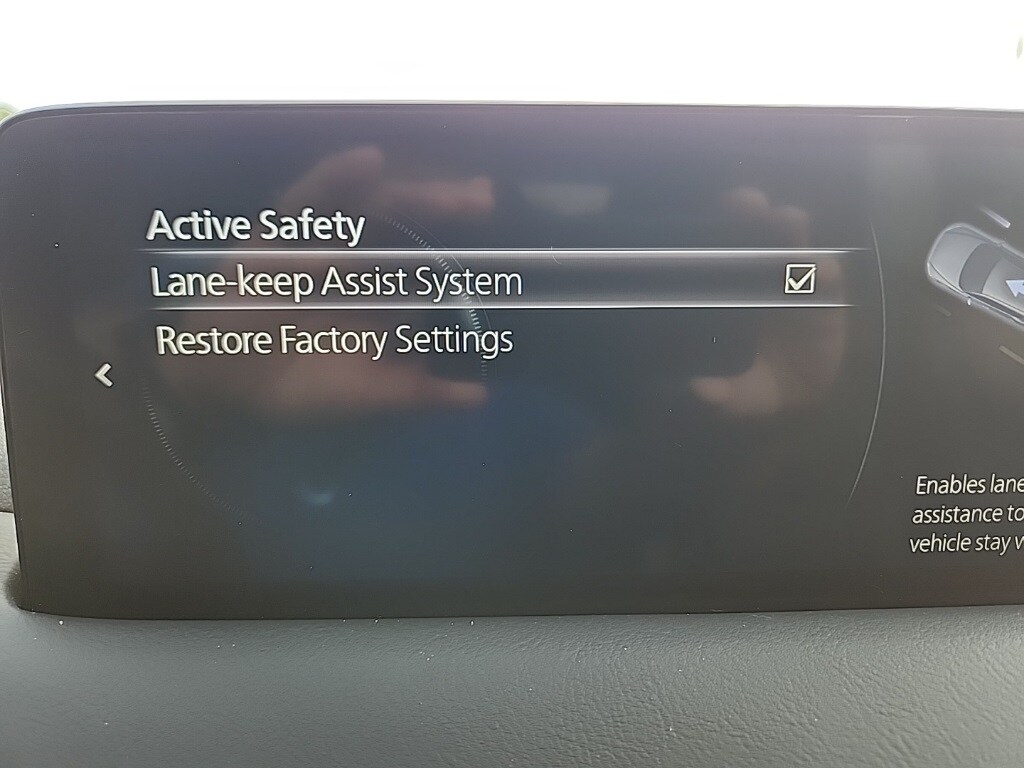 Active Safety
Lane-keep Assist System
Restore Factory Settings
Enables lane
assistance to
vehicle stay